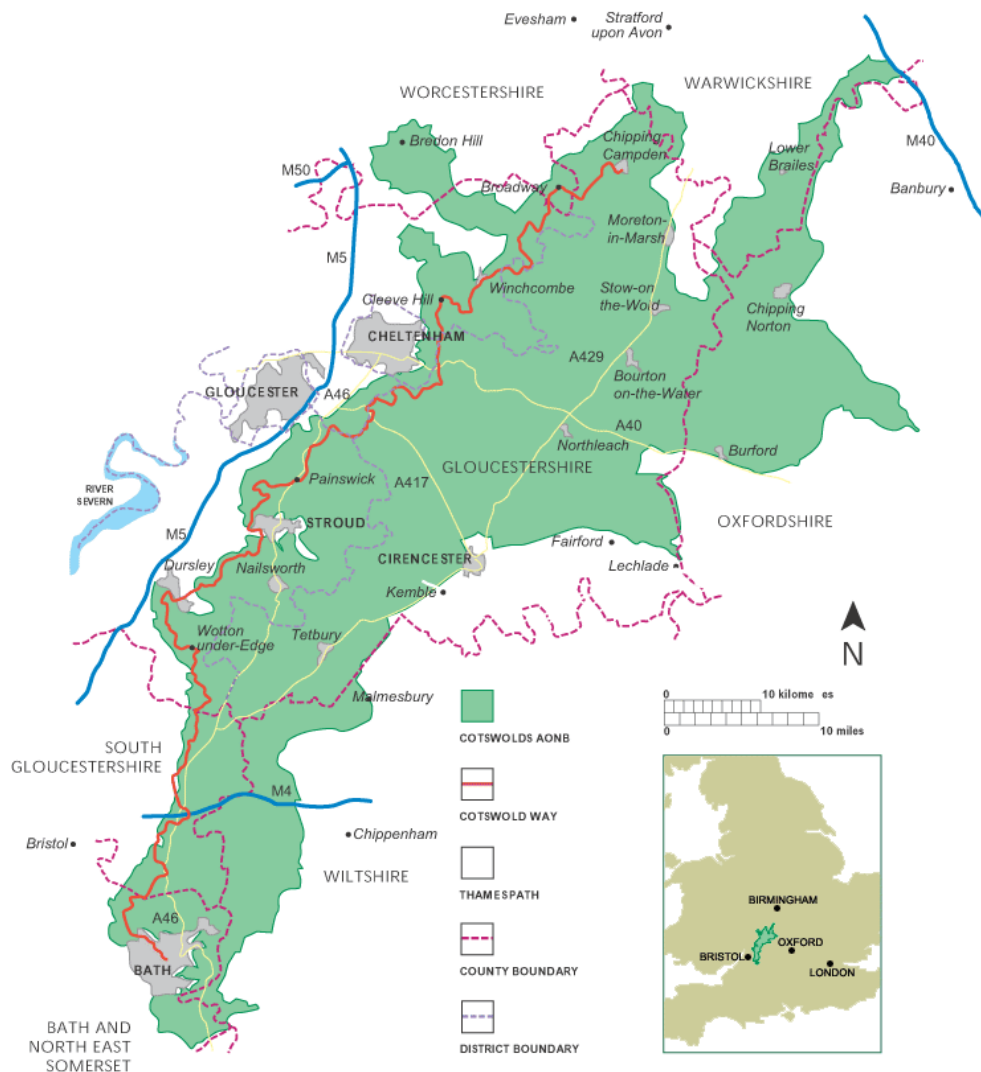 Evesham
Stratford
upon Avon
WORCESTERSHIRE
WARWICKSHIRE
Bredon Hill
Chipping
Campden
Lower
Brailes
M40
M50
Broadway
Banbury
Moreton-
in-Marsh
M5
Winchcombe
Stow-on
the-Wold
Chipping
Norton
Cleeve Hill
CHELTENHAM
A429
GLOUCESTER
A46
Bourton
on-the-Water
A40
Northleach
Burford
GLOUCESTERSHIRE
Painswick
A417
RIVER
SEVERN
STROUD
OXFORDSHIRE
M5
Fairford
CIRENCESTER
Dursley
Nailsworth
Lechlade
Kemble
Wotton
under-Edge
Tetbury
N
Malmesbury
0
10 kilome es
0
10 miles
COTSWOLDS AONB
SOUTH
GLOUCESTERSHIRE
M4
COTSWOLD WAY
Bristol
Chippenham
WILTSHIRE
THAMESPATH
A46
BATH
COUNTY BOUNDARY
BATH AND
NORTH EAST
SOMERSET
DISTRICT BOUNDARY
BIRMINGHAM
OXFORD
BRISTOL
LONDON